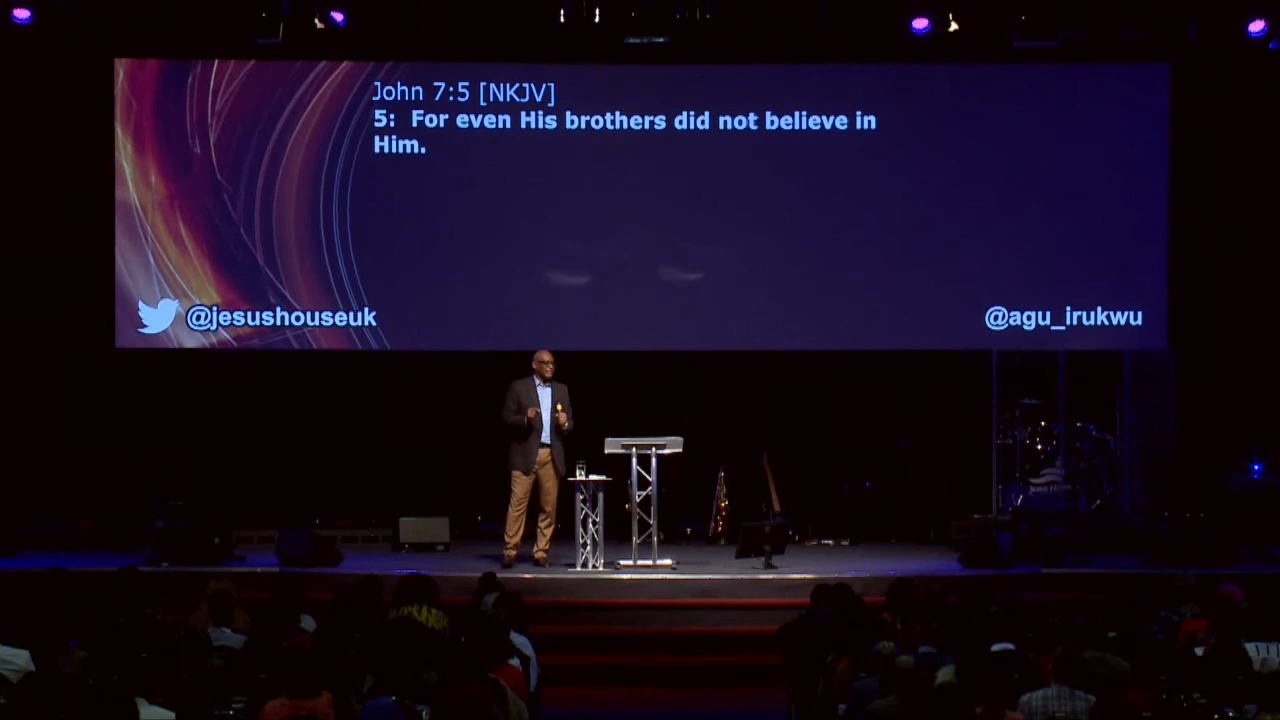 John 7:5 [NKJV]
5: For even His brothers did not believe in
Him.
@jesushouseuk
@agu_irukwu